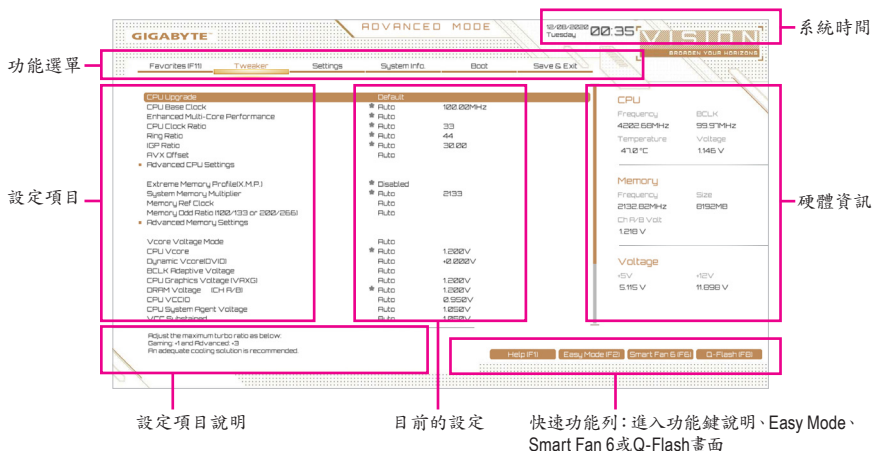 GIGABYTE™
ADVANCED MODE
12/08/2020
Tuesday
00:35
VISION
BROADEN YOUR HORIZONS
系統時間
功能選單
Favorites (F11) Tweaker Settings System Info. Boot Save & Exit
設定項目
CPU Upgrade Default
CPU Base Clock * Auto 100.00MHz
Enhanced Multi-Core Performance * Auto
CPU Clock Ratio * Auto 33
Ring Ratio * Auto 44
IGP Ratio * Auto 30.00
AVX Offset Auto
• Advanced CPU Settings
Extreme Memory Profile(X.M.P.) * Disabled
System Memory Multiplier * Auto 2133
Memory Ref Clock Auto
Memory Odd Ratio (100/133 or 200/266) Auto
• Advanced Memory Settings
Vcore Voltage Mode Auto
CPU Vcore * Auto 1.200V
Dynamic Vcore(DVID) Auto +0.000V
BCLK Adaptive Voltage Auto
CPU Graphics Voltage (VAXG) Auto 1.200V
DRAM Voltage (CH A/B) * Auto 1.200V
CPU VCCIO Auto 0.950V
CPU System Agent Voltage Auto 1.050V
VCC Substained Auto 1.050V
CPU
Frequency BCLK
4202.68MHz 99.97MHz
Temperature Voltage
47.0 °C 1.146 V
Memory
Frequency Size
2132.82MHz 8192MB
Ch A/B Volt
1.218 V
Voltage
+5V +12V
5.115 V 11.898 V
硬體資訊
Adjust the maximum turbo ratio as below:
Gaming +1 and Advanced +3
An adequate cooling solution is recommended.
Help (F1) Easy Mode (F2) Smart Fan 6 (F6) Q-Flash (F8)
設定項目說明
目前的設定
快速功能列：進入功能鍵說明、Easy Mode、
Smart Fan 6或Q-Flash畫面